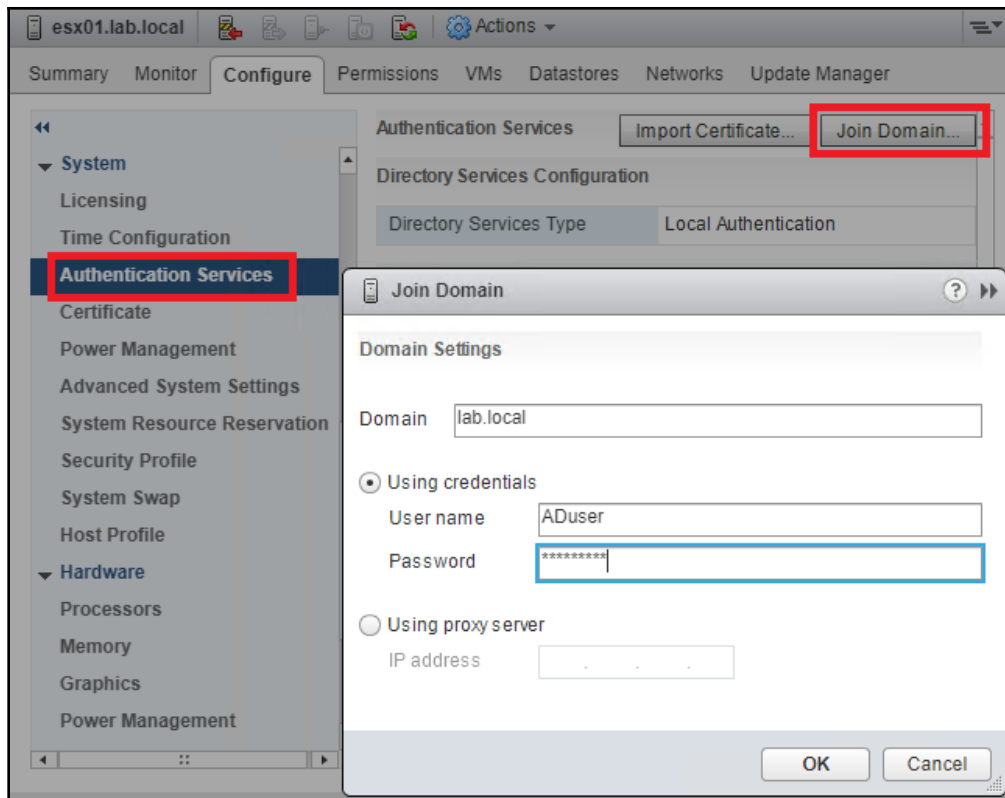 esx01.lab.local Actions
Summary Monitor Configure Permissions VMs Datastores Networks Update Manager
System
Licensing
Time Configuration
Authentication Services
Certificate
Power Management
Advanced System Settings
System Resource Reservation
Security Profile
System Swap
Host Profile
Hardware
Processors
Memory
Graphics
Power Management
Authentication Services Import Certificate... Join Domain...
Directory Services Configuration
Directory Services Type Local Authentication
Join Domain ?
Domain Settings
Domain lab.local
Using credentials
User name ADuser
Password *********
Using proxy server
IP address . . .
OK Cancel